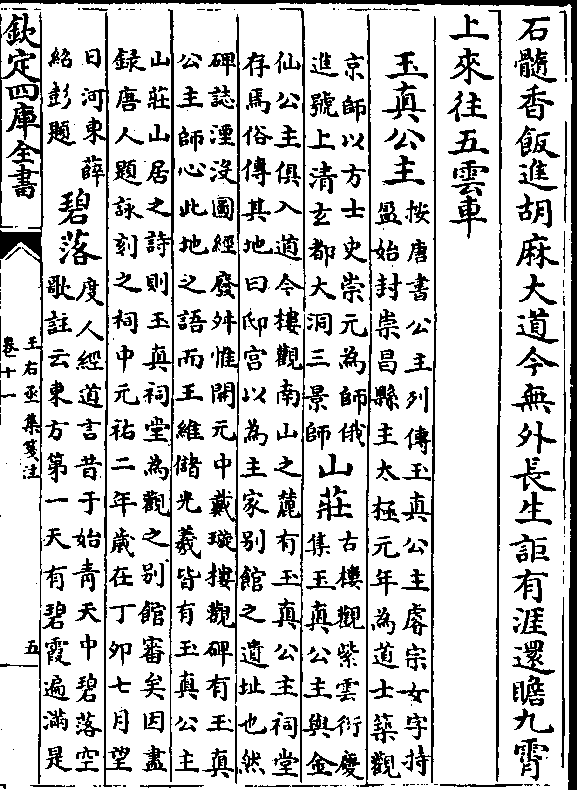 石髓香飯進胡麻大道今無外長生詎有涯還瞻九霄
上來往五雲車
玉真公主
按唐書公主列傳玉真公主睿宗女字持
盈始封崇昌縣主太極元年為道士築觀
京師以方士史崇元為師俄
進號上清玄都大洞三景師
山莊
古樓觀紫雲衍慶
集玉真公主與金
仙公主俱入道今樓觀南山之麓有玉真公主祠堂
存焉俗傳其地曰邸宫以為主家别館之遺址也然
碑誌湮没圖經廢舛惟開元中戴璇樓觀碑有玉真
公主師心此地之語而王維儲光羲皆有玉真公主
山莊山居之詩則玉真祠堂為觀之别館審矣因盡
録唐人題詠刻之祠中元祐二年歲在丁卯七月望
日河東薛
紹彭題
碧落
度人經道言昔于始青天中碧落空
歌註云東方第一天有碧霞遍滿是
欽定四庫全書
王右丞集箋注
卷十一
五